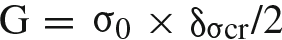 G = σ₀ × δσcr/2